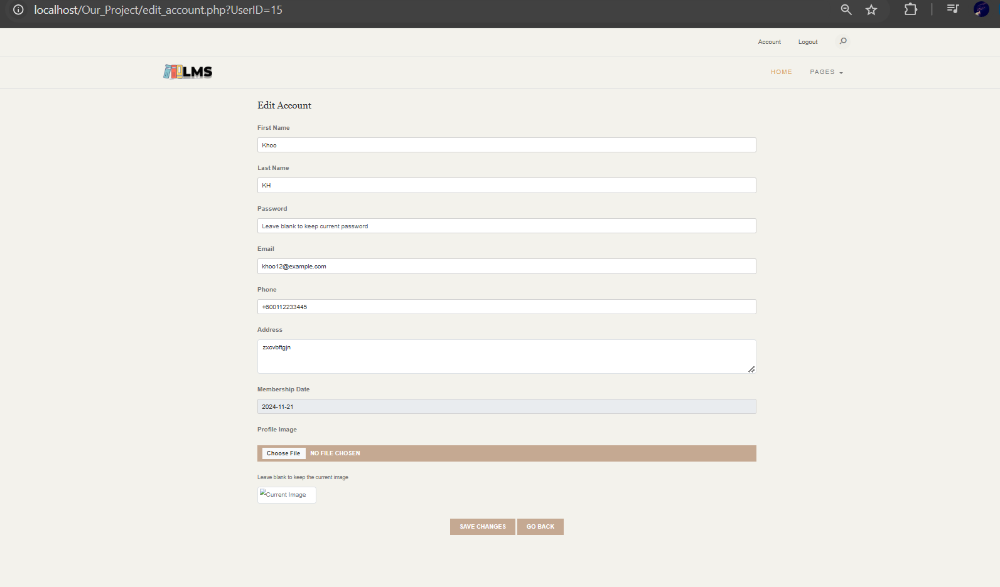 localhost/Our_Project/edit_account.php?UserID=15
Account Logout
LMS
HOME PAGES
Edit Account
First Name
Khoo
Last Name
KH
Password
Leave blank to keep current password
Email
khoo12@example.com
Phone
+600112233445
Address
zxcvbftgjn
Membership Date
2024-11-21
Profile Image
Choose File NO FILE CHOSEN
Leave blank to keep the current image
Current Image
SAVE CHANGES GO BACK